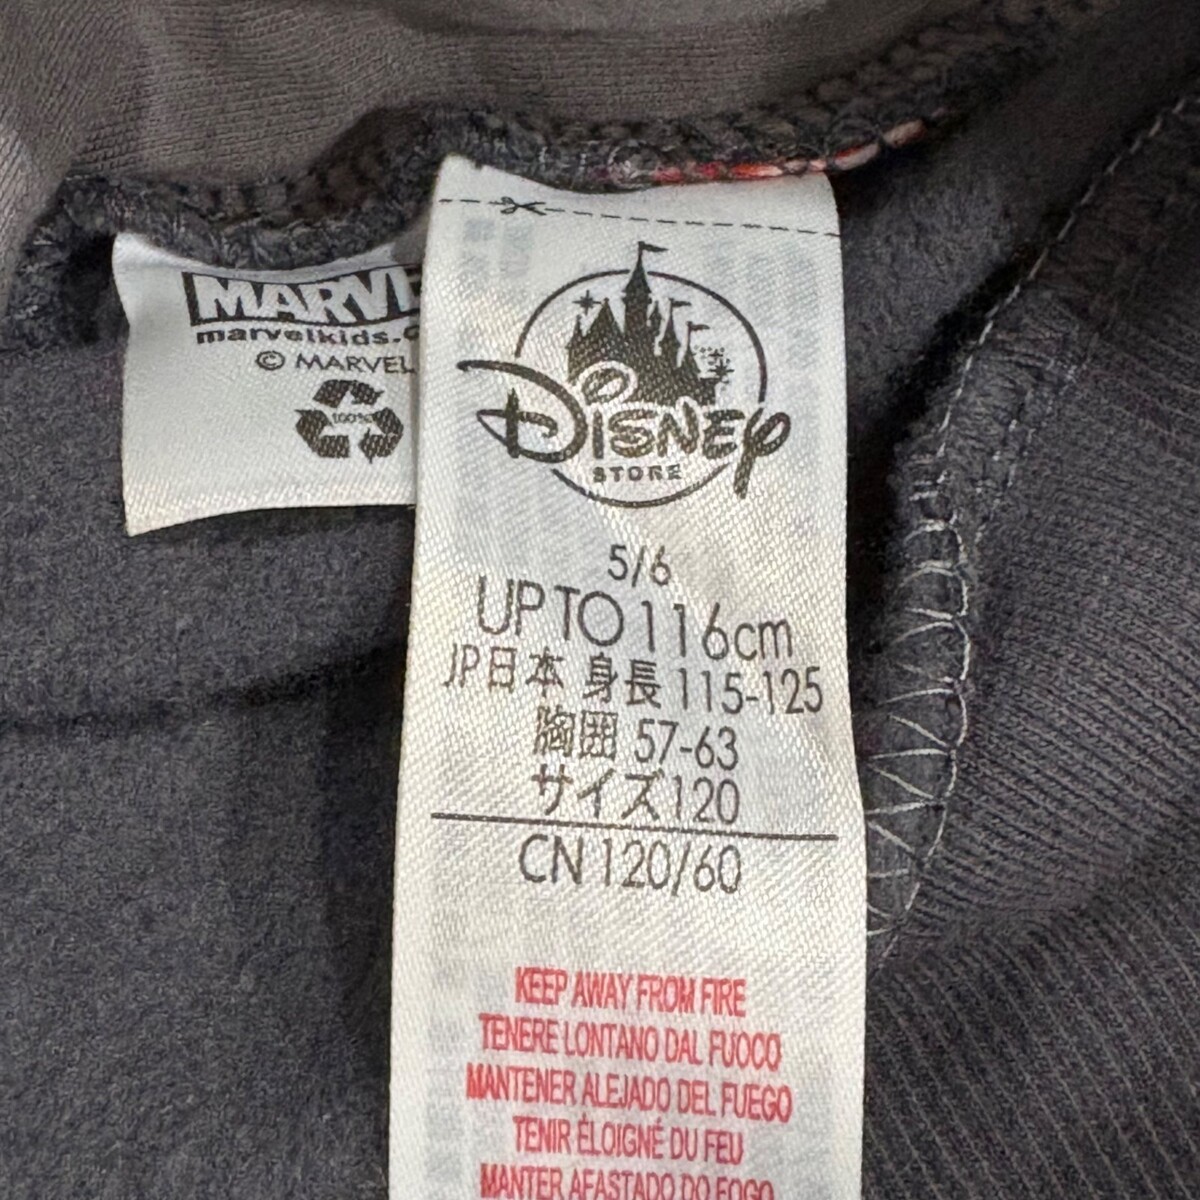 MARVE
marvelkids.
© MARVEL
100%
DISNEY
STORE
5/6
UP TO 116cm
JP日本 身長 115-125
胸囲 57-63
サイズ120
CN 120/60
KEEP AWAY FROM FIRE
TENERE LONTANO DAL FUOCO
MANTENER ALEJADO DEL FUEGO
TENIR ÉLOIGNÉ DU FEU
MANTER AFASTADO DO FOGO